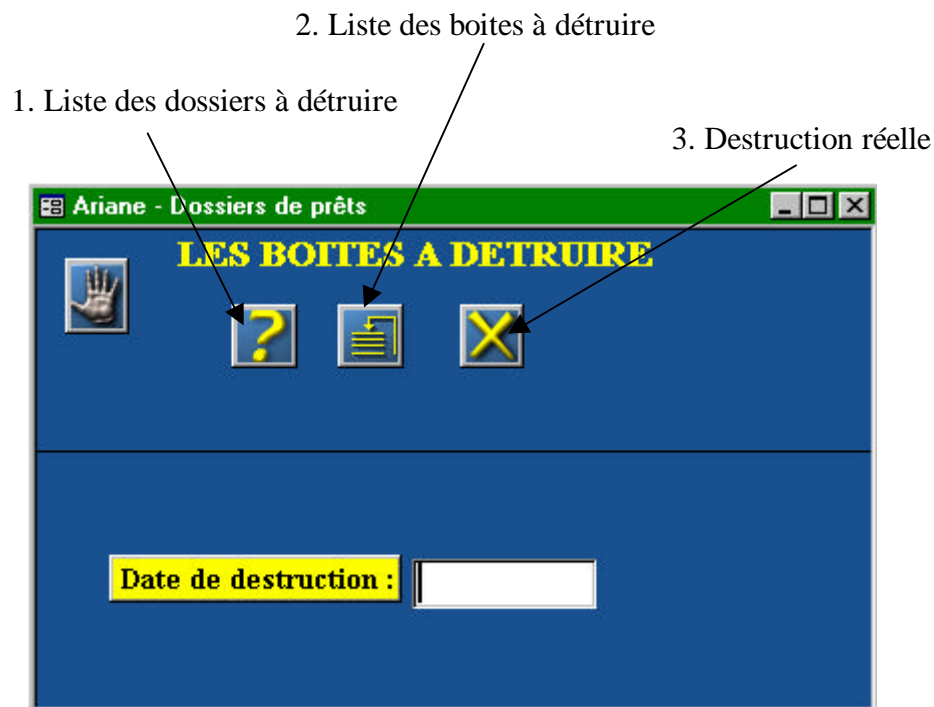 2. Liste des boites à détruire
1. Liste des dossiers à détruire
3. Destruction réelle
Ariane - Dossiers de prêts
LES BOITES A DETRUIRE
Date de destruction :